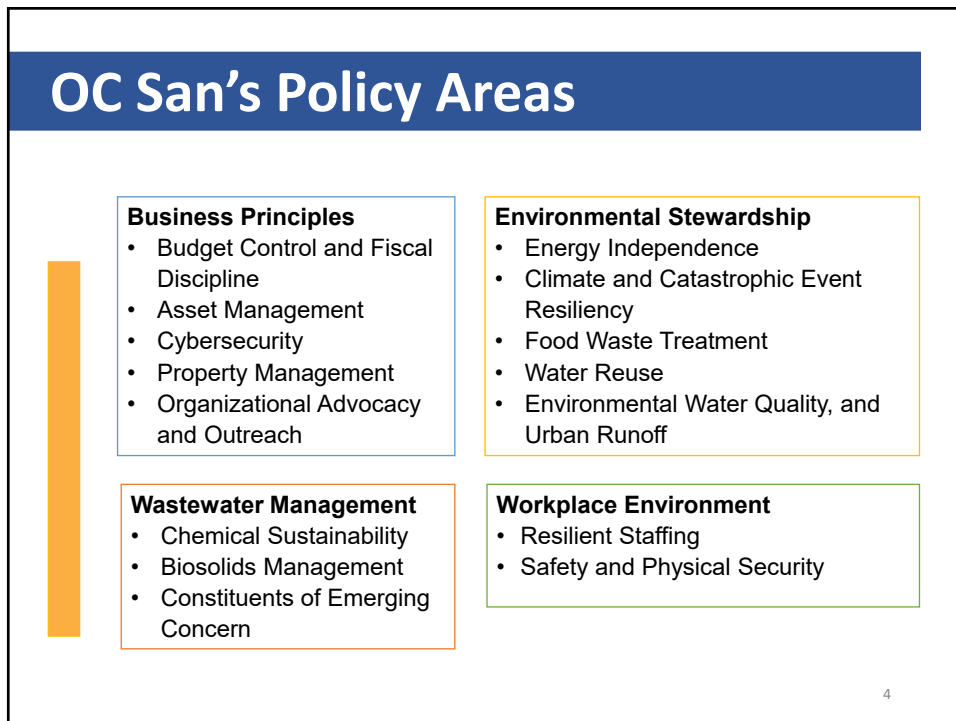 OC San’s Policy Areas
Business Principles
• Budget Control and Fiscal
Discipline
• Asset Management
• Cybersecurity
• Property Management
• Organizational Advocacy
and Outreach
Environmental Stewardship
• Energy Independence
• Climate and Catastrophic Event
Resiliency
• Food Waste Treatment
• Water Reuse
• Environmental Water Quality, and
Urban Runoff
Wastewater Management
• Chemical Sustainability
• Biosolids Management
• Constituents of Emerging
Concern
Workplace Environment
• Resilient Staffing
• Safety and Physical Security
4